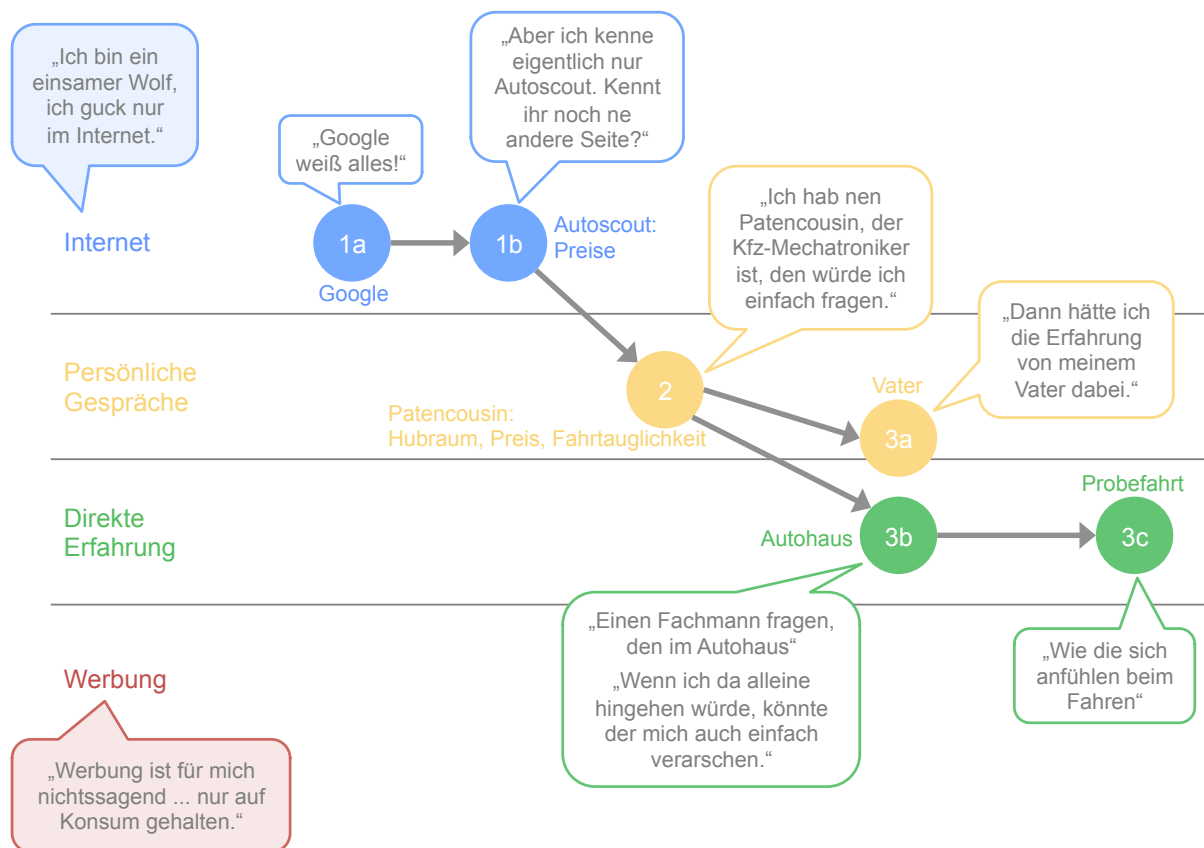 „Ich bin ein
einsamer Wolf,
ich guck nur
im Internet.“
„Google
weiß alles!“
„Aber ich kenne
eigentlich nur
Autoscout. Kennt
ihr noch ne
andere Seite?“
Internet
1a
Google
1b
Autoscout:
Preise
„Ich hab nen
Patencousin, der
Kfz-Mechatroniker
ist, den würde ich
einfach fragen.“
„Dann hätte ich
die Erfahrung
von meinem
Vater dabei.“
Persönliche
Gespräche
2
Patencousin:
Hubraum, Preis, Fahrtauglichkeit
Vater
3a
Direkte
Erfahrung
Autohaus
3b
Probefahrt
3c
„Einen Fachmann fragen,
den im Autohaus“
„Wenn ich da alleine
hingehen würde, könnte
der mich auch einfach
verarschen.“
„Wie die sich
anfühlen beim
Fahren“
Werbung
„Werbung ist für mich
nichtssagend ... nur auf
Konsum gehalten.“